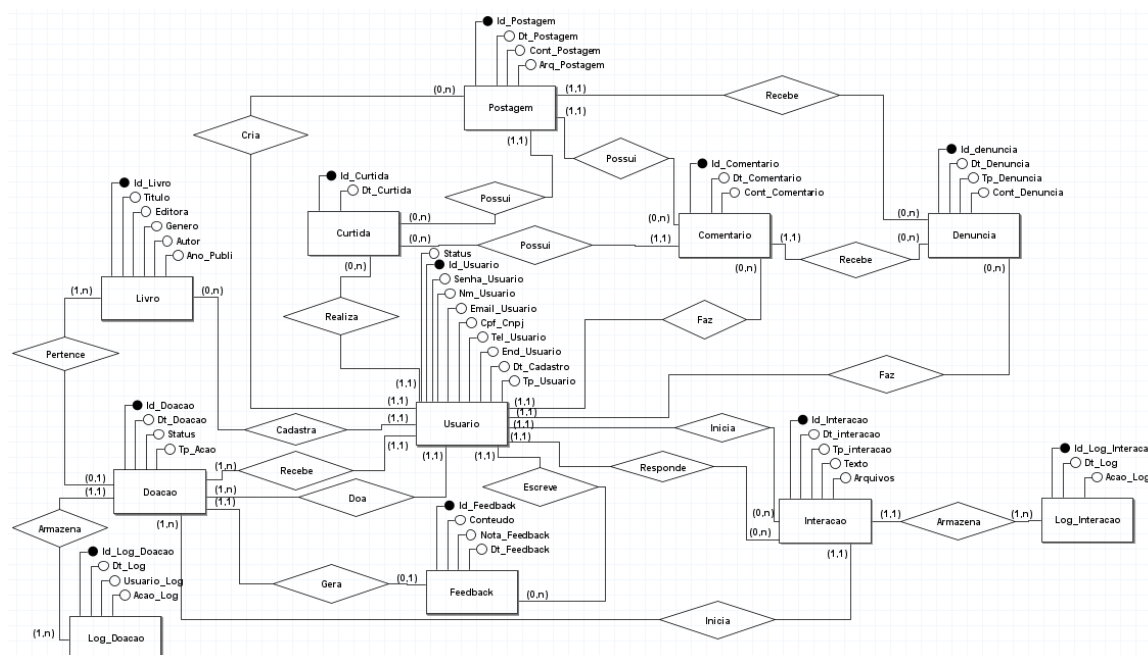 Id_Postagem
Dt_Postagem
Cont_Postagem
Arq_Postagem
(0,n)
Postagem
(1,1)
(1,1)
(1,1)
Recebe
Cria
Possui
Id_Comentario
Dt_Comentario
Cont_Comentario
Id_denuncia
Dt_Denuncia
Tp_Denuncia
Cont_Denuncia
Id_Curtida
Dt_Curtida
Possui
(0,n)
Curtida
(0,n)
(0,n)
Possui
(0,n)
Comentario
(1,1)
(1,1)
(0,n)
Recebe
(0,n)
Denuncia
(0,n)
(0,n)
(0,n)
Id_Livro
Titulo
Editora
Genero
Autor
Ano_Publi
(1,n)
Livro
(0,n)
Status
Id_Usuario
Senha_Usuario
Nm_Usuario
Email_Usuario
Cpf_Cnpj
Tel_Usuario
End_Usuario
Dt_Cadastro
Tp_Usuario
Realiza
Faz
Pertence
Faz
(1,1)
(1,1)
(1,1)
(1,1)
Usuario
(1,1)
(1,1)
(1,1)
(1,1)
(1,1)
(1,1)
Cadastra
Inicia
Id_Doacao
Dt_Doacao
Status
Tp_Acao
(0,1)
(1,1)
Doacao
(1,n)
(1,n)
(1,1)
(1,n)
Recebe
Doa
Escreve
Responde
Id_Interacao
Dt_interacao
Tp_interacao
Texto
Arquivos
(0,n)
(0,n)
Interacao
(1,1)
(1,1)
Armazena
(1,n)
Id_Log_Interaca
Dt_Log
Acao_Log
Log_Interacao
Armazena
Id_Feedback
Conteudo
Nota_Feedback
Dt_Feedback
Gera
(0,1)
Feedback
(0,n)
Id_Log_Doacao
Dt_Log
Usuario_Log
Acao_Log
(1,n)
Log_Doacao
Inicia